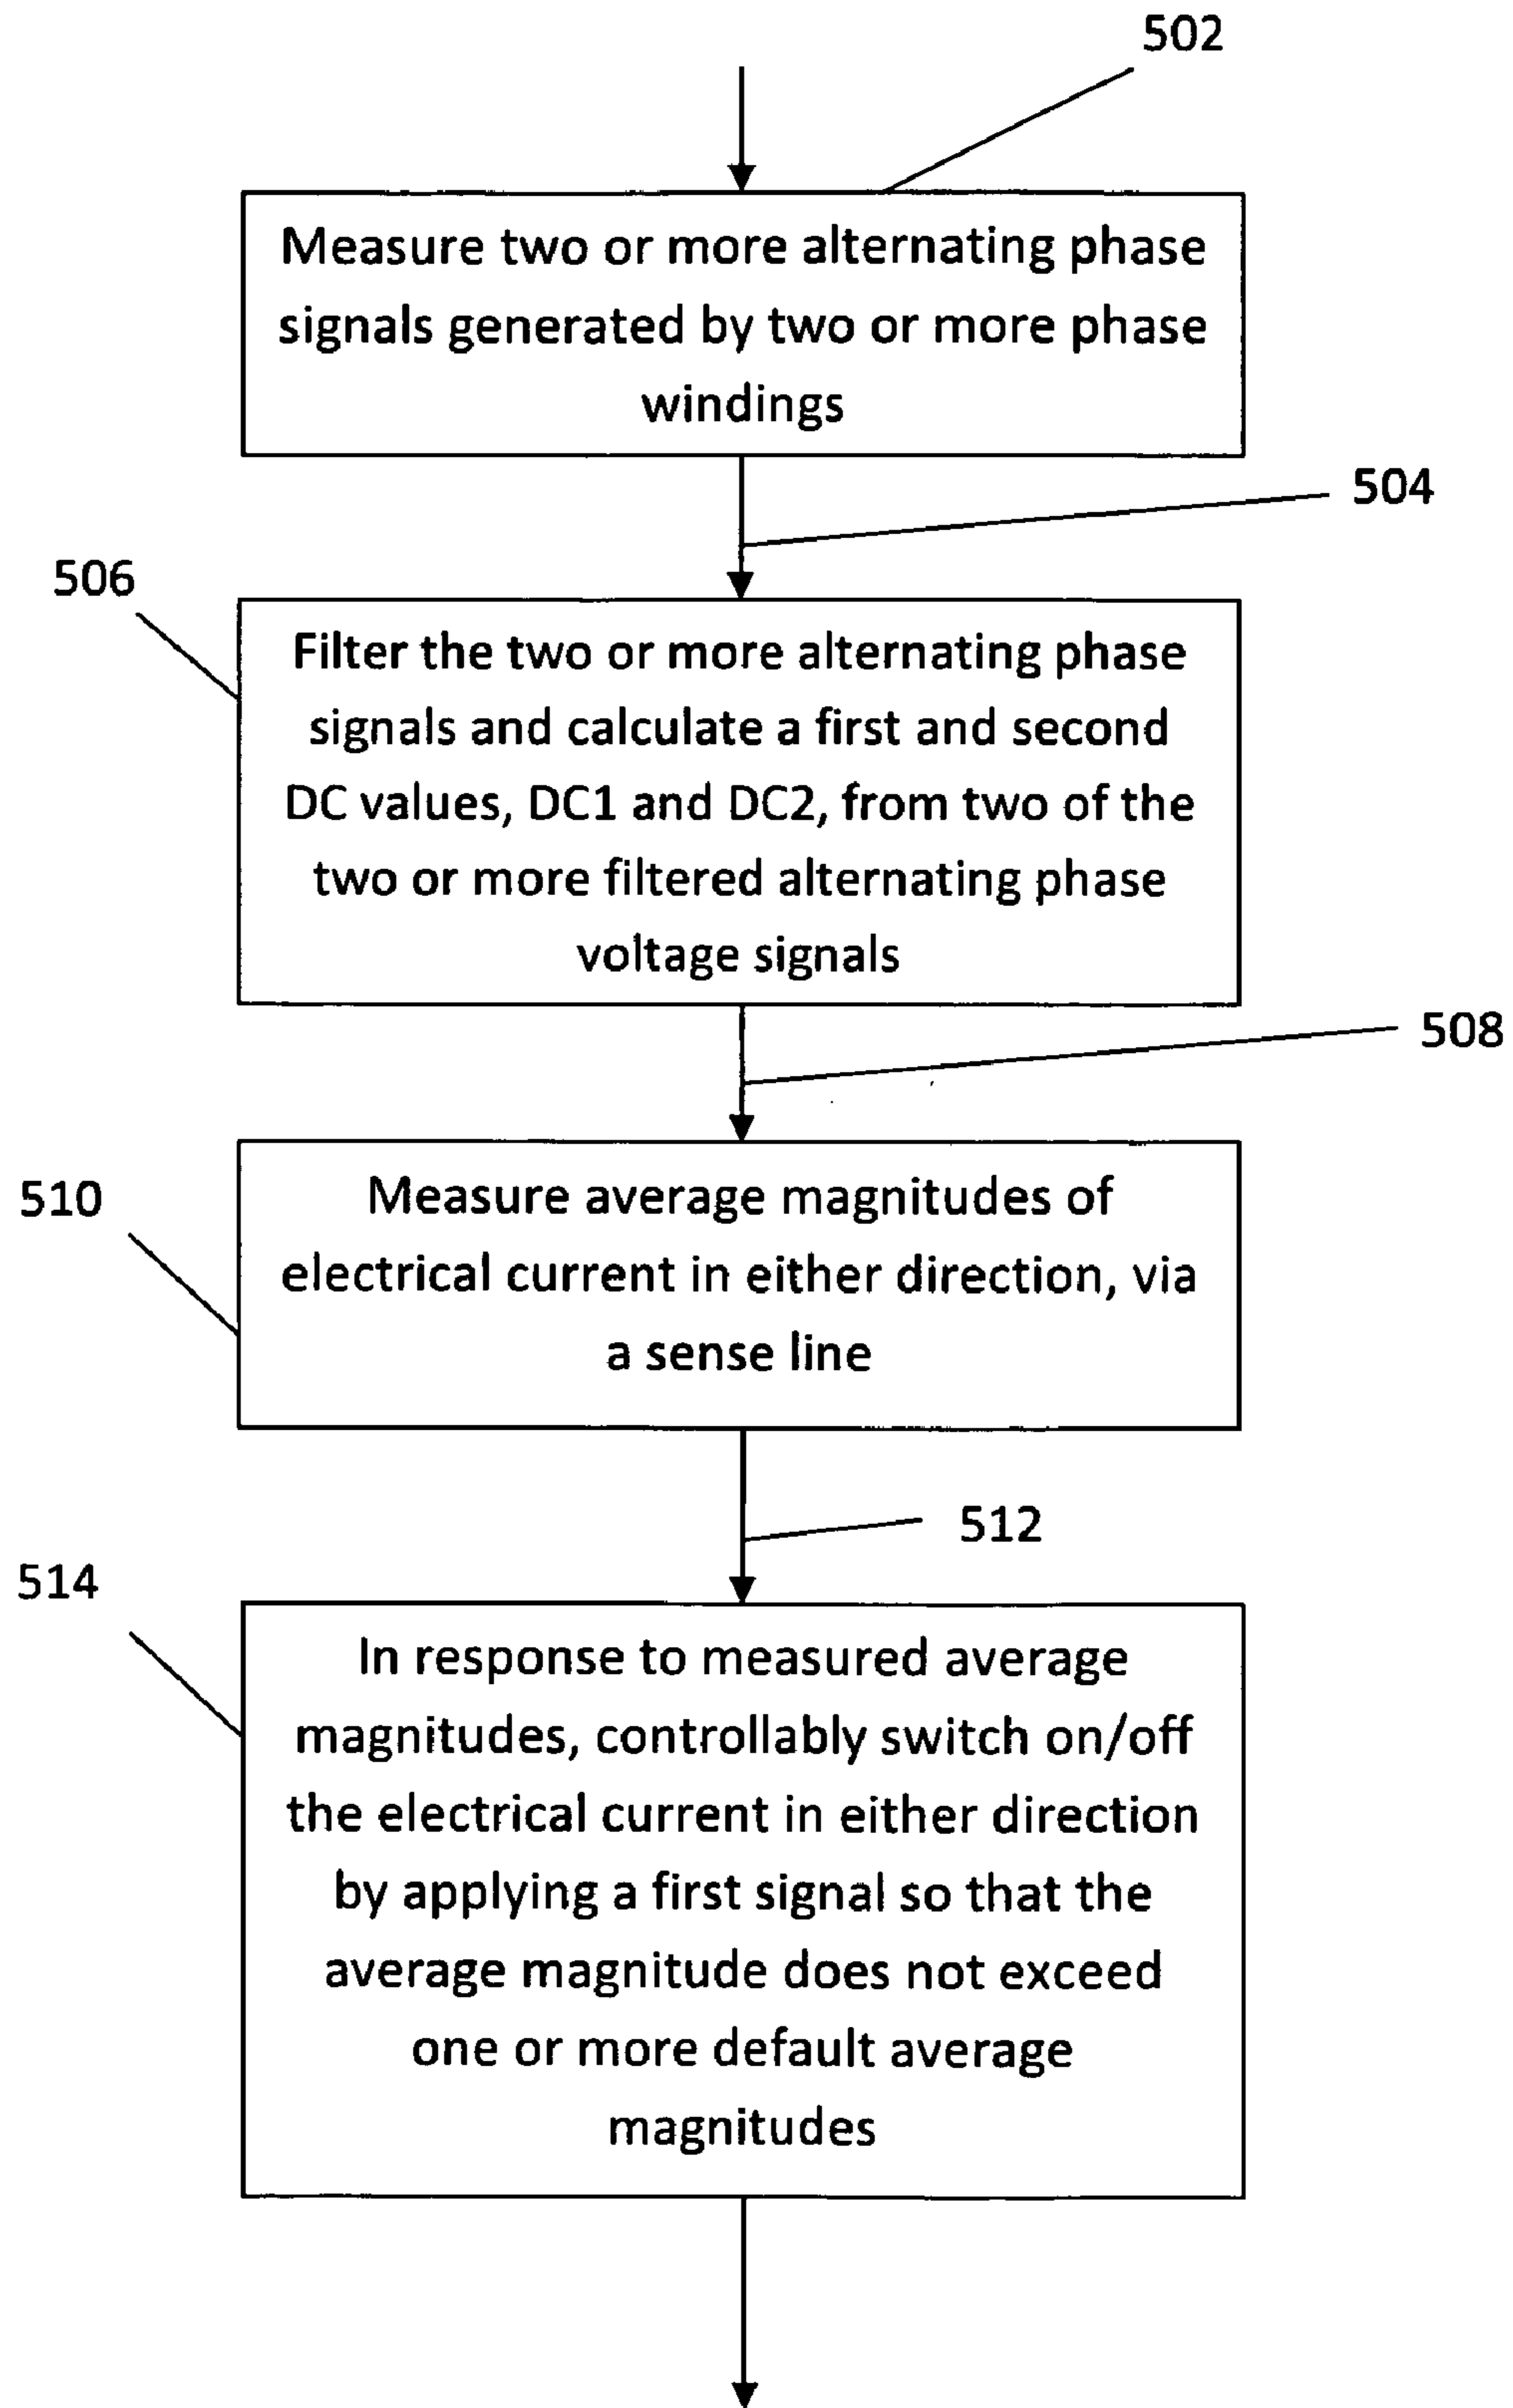 502
Measure two or more alternating phase
signals generated by two or more phase
windings
504
506
Filter the two or more alternating phase
signals and calculate a first and second
DC values, DC1 and DC2, from two of the
two or more filtered alternating phase
voltage signals
508
510
Measure average magnitudes of
electrical current in either direction, via
a sense line
512
514
In response to measured average
magnitudes, controllably switch on/off
the electrical current in either direction
by applying a first signal so that the
average magnitude does not exceed
one or more default average
magnitudes